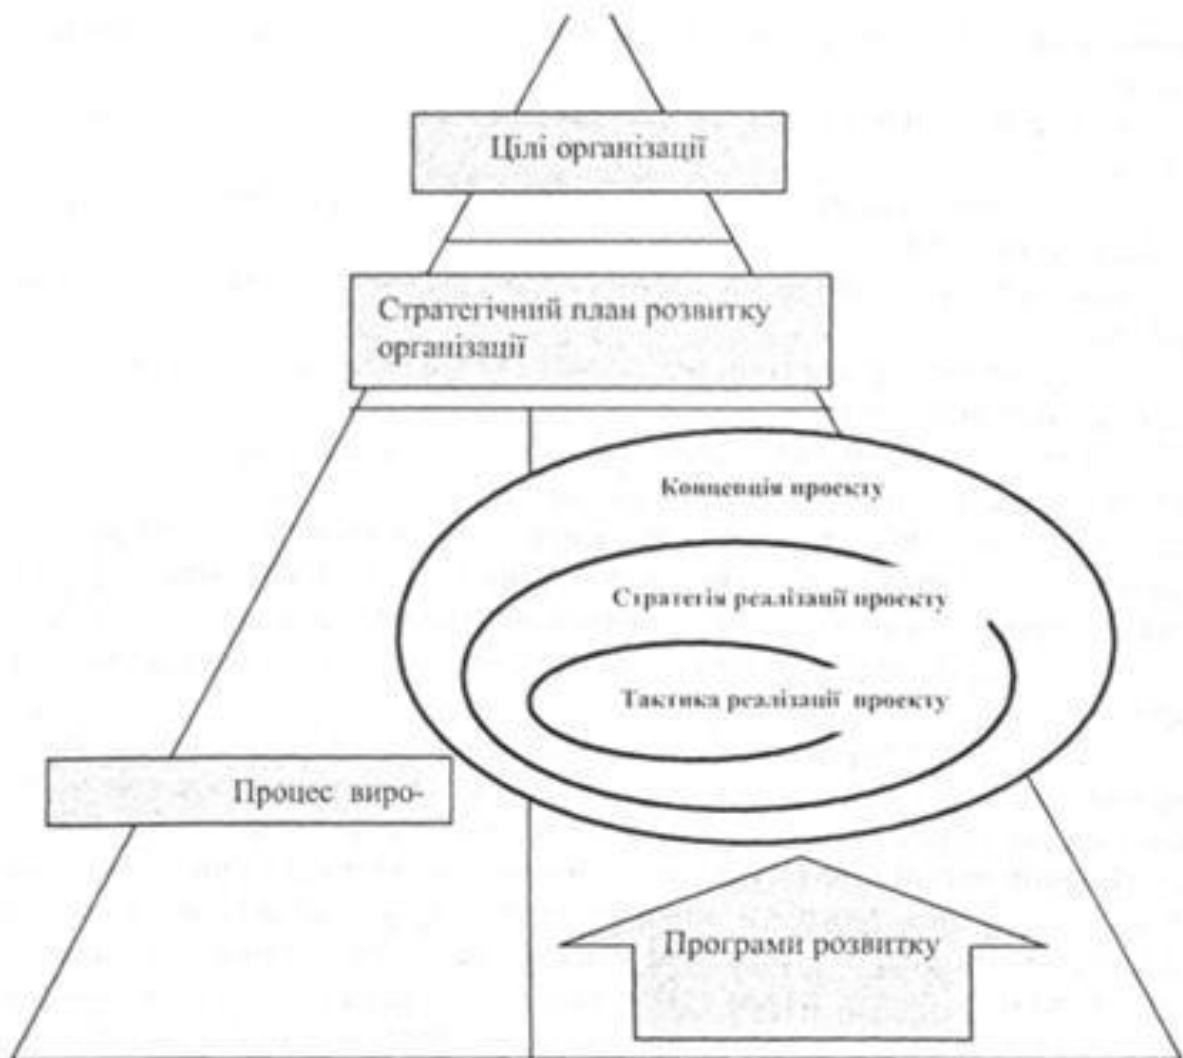 Цілі організації
Стратегічний план розвитку
організації
Концепція проекту
Стратегія реалізації проекту
Тактика реалізації проекту
Процес виро-
Програми розвитку